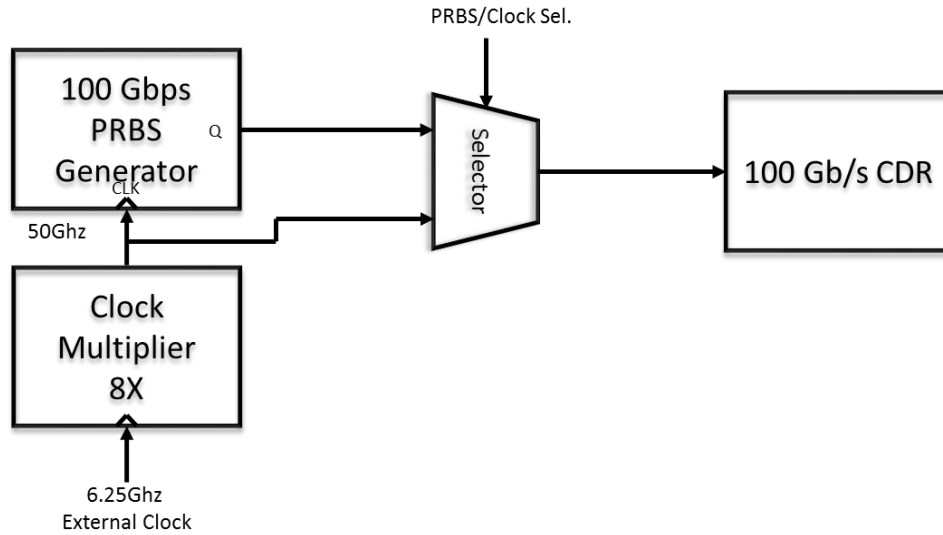 PRBS/Clock Sel.
100 Gbps
PRBS
Generator
Q
CLK
50Ghz
Selector
100 Gb/s CDR
Clock
Multiplier
8X
6.25Ghz
External Clock